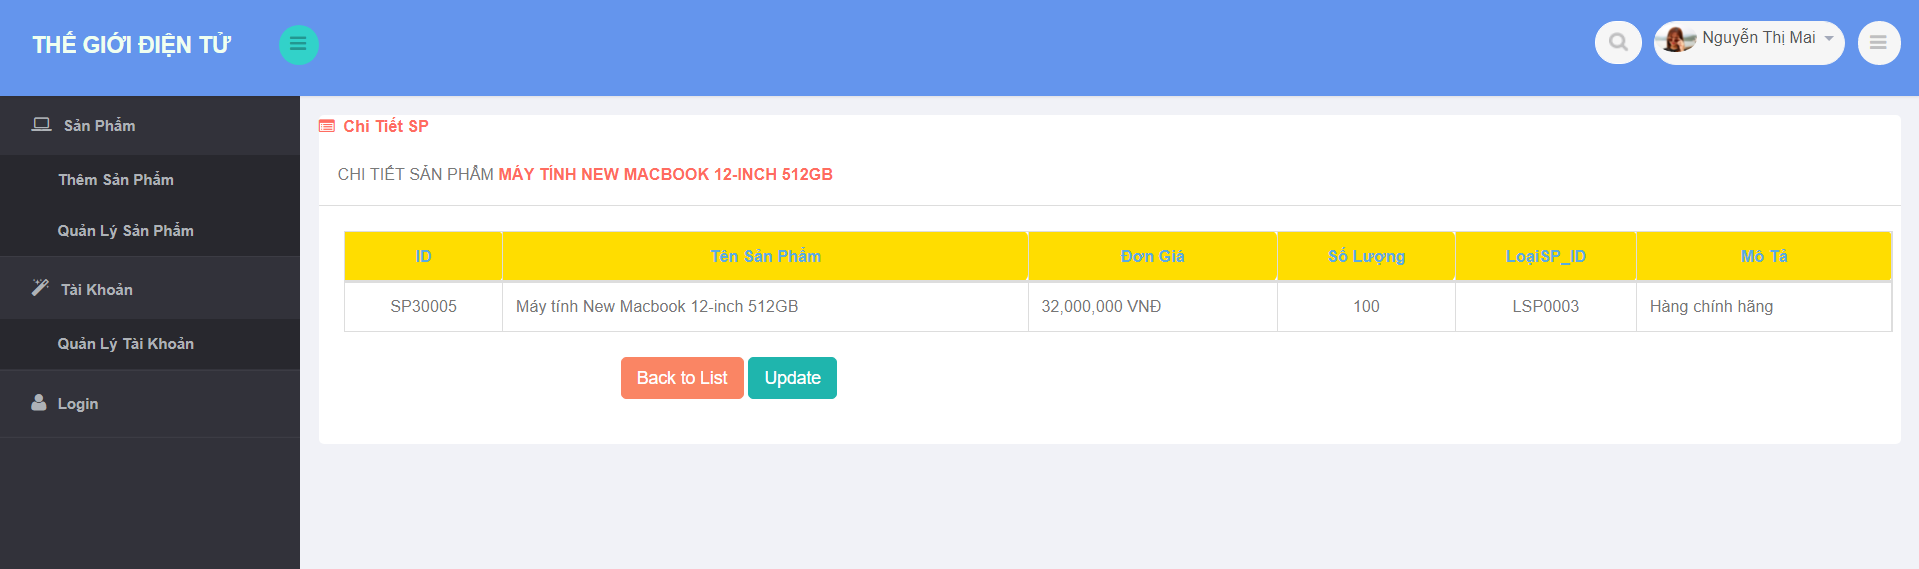 THẾ GIỚI ĐIỆN TỬ
Nguyễn Thị Mai
Sản Phẩm
Thêm Sản Phẩm
Quản Lý Sản Phẩm
Tài Khoản
Quản Lý Tài Khoản
Login
Chi Tiết SP
CHI TIẾT SẢN PHẨM MÁY TÍNH NEW MACBOOK 12-INCH 512GB
ID Tên Sản Phẩm Đơn Giá Số Lượng LoạiSP_ID Mô Tả
SP30005 Máy tính New Macbook 12-inch 512GB 32,000,000 VNĐ 100 LSP0003 Hàng chính hãng
Back to List Update